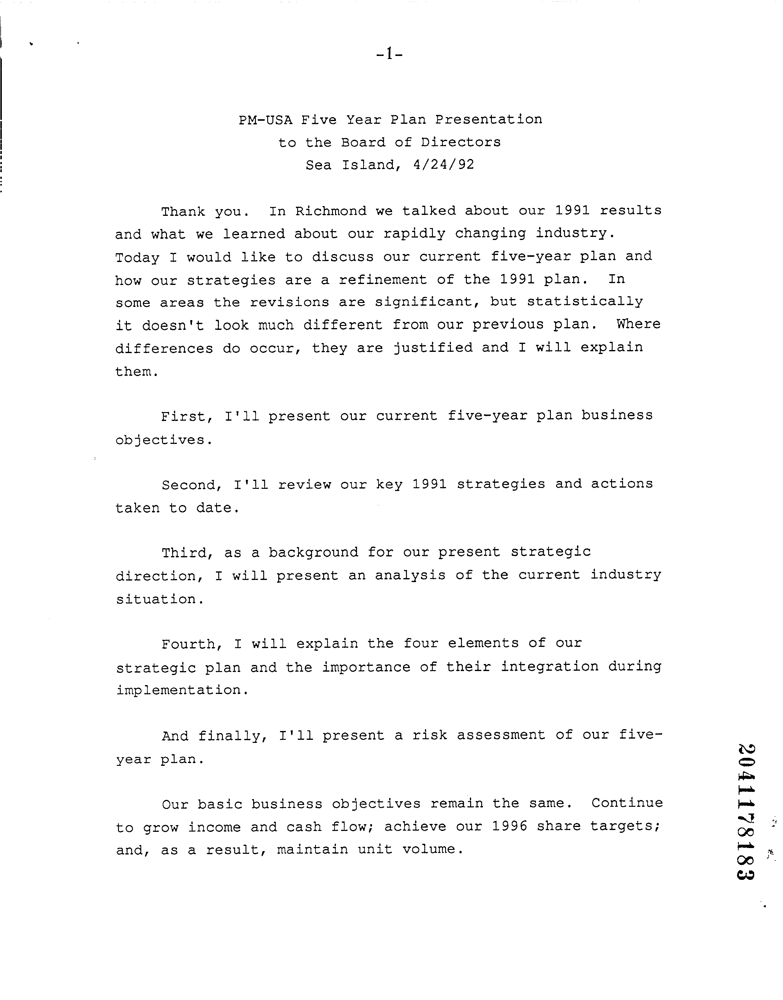 -1-
PM-USA Five Year Plan Presentation
to the Board of Directors
Sea Island, 4/24/92
Thank you.  In Richmond we talked about our 1991 results
and what we learned about our rapidly changing industry.
Today I would like to discuss our current five-year plan and
how our strategies are a refinement of the 1991 plan.  In
some areas the revisions are significant, but statistically
it doesn't look much different from our previous plan.  Where
differences do occur, they are justified and I will explain
them.
First, I'll present our current five-year plan business
objectives.
Second, I'll review our key 1991 strategies and actions
taken to date.
Third, as a background for our present strategic
direction, I will present an analysis of the current industry
situation.
Fourth, I will explain the four elements of our
strategic plan and the importance of their integration during
implementation.
And finally, I'll present a risk assessment of our five-
year plan.
Our basic business objectives remain the same.  Continue
to grow income and cash flow; achieve our 1996 share targets;
and, as a result, maintain unit volume.
2041178183